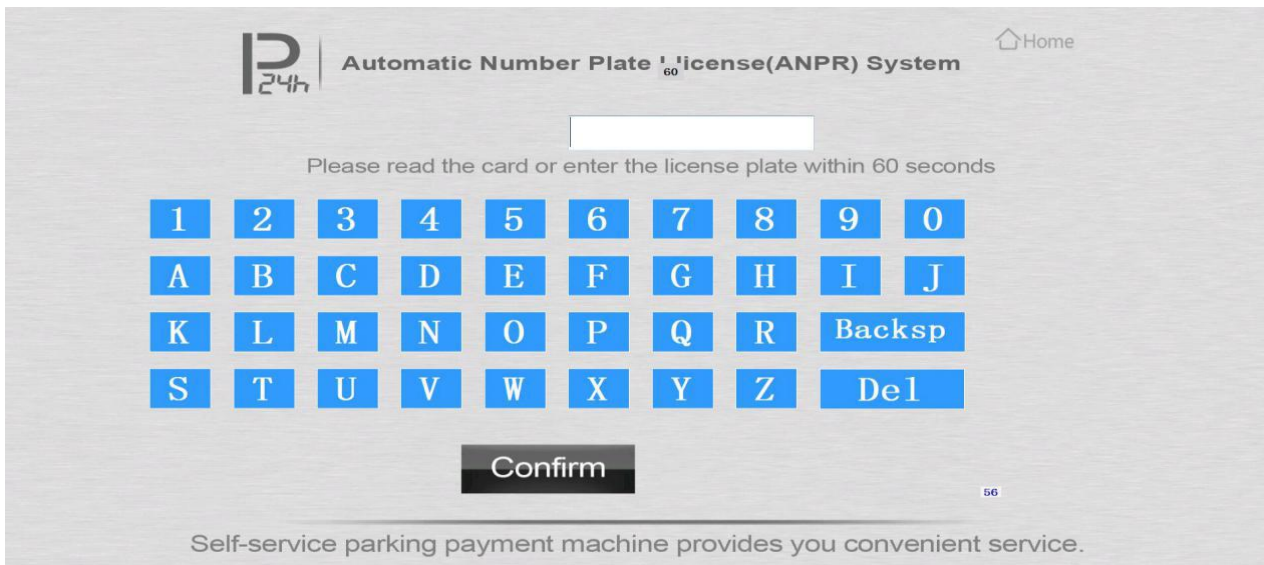 Home
P 24h
Automatic Number Plate License(ANPR) System
60
Please read the card or enter the license plate within 60 seconds
1 2 3 4 5 6 7 8 9 0
A B C D E F G H I J
K L M N O P Q R Backsp
S T U V W X Y Z Del
Confirm
56
Self-service parking payment machine provides you convenient service.